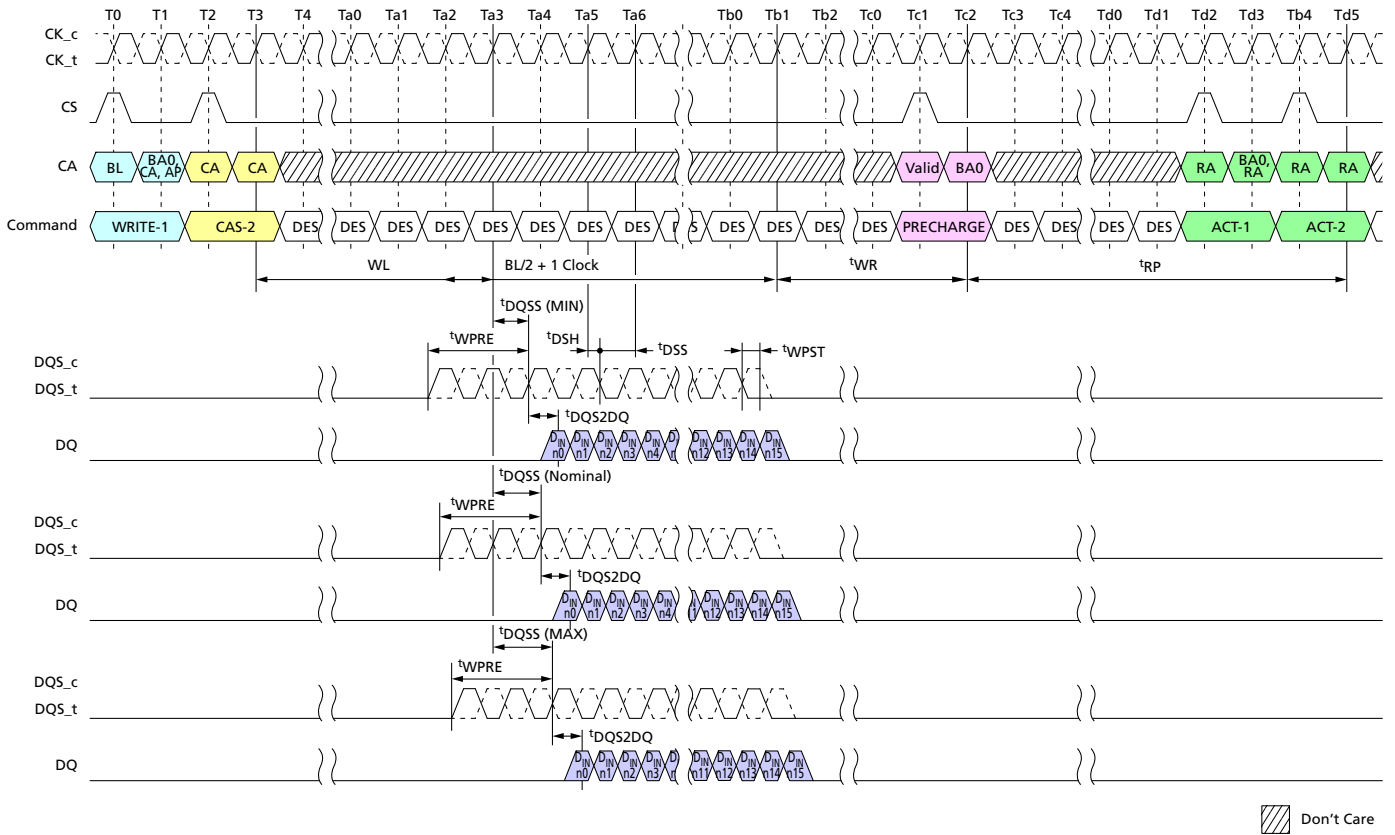 T0 T1 T2 T3 T4 Ta0 Ta1 Ta2 Ta3 Ta4 Ta5 Ta6 Tb0 Tb1 Tb2 Tc0 Tc1 Tc2 Tc3 Tc4 Td0 Td1 Td2 Td3 Tb4 Td5
CK_c
CK_t
CS
CA BL BA0, CA, AP CA CA Valid BA0 RA BA0, RA RA RA
Command WRITE-1 CAS-2 DES DES DES DES DES DES DES DES DES DES DES DES PRECHARGE DES DES DES DES ACT-1 ACT-2
WL BL/2 + 1 Clock tWR tRP
tDQSS (MIN)
tWPRE tDSH tDSS tWPST
DQS_c
DQS_t
tDQS2DQ
DQ DIN n0 DIN n1 DIN n2 DIN n3 DIN n4 DIN n12 DIN n13 DIN n14 DIN n15
tDQSS (Nominal)
tWPRE
DQS_c
DQS_t
tDQS2DQ
DQ DIN n0 DIN n1 DIN n2 DIN n3 DIN n4 DIN n12 DIN n13 DIN n14 DIN n15
tDQSS (MAX)
tWPRE
DQS_c
DQS_t
tDQS2DQ
DQ DIN n0 DIN n1 DIN n2 DIN n3 DIN n11 DIN n12 DIN n13 DIN n14 DIN n15
Don't Care